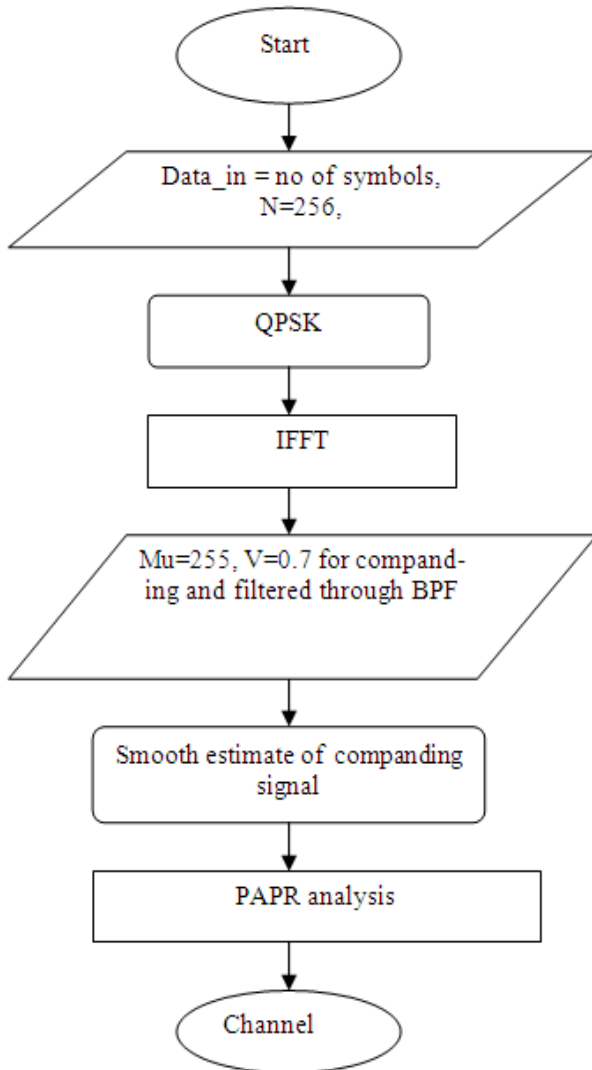 Start
Data_in = no of symbols,
N=256,
QPSK
IFFT
Mu=255, V=0.7 for compand-
ing and filtered through BPF
Smooth estimate of companding
signal
PAPR analysis
Channel